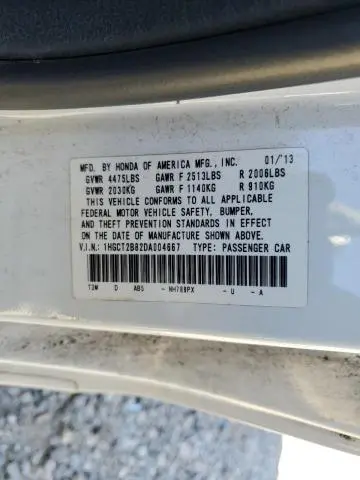 MFD. BY HONDA OF AMERICA MFG., INC. 01/'13
GVWR 4475LBS GAWR F 2513LBS R 2006LBS
GVWR 2030KG GAWR F 1140KG R 910KG
THIS VEHICLE CONFORMS TO ALL APPLICABLE
FEDERAL MOTOR VEHICLE SAFETY, BUMPER,
AND THEFT PREVENTION STANDARDS IN EFFECT ON
THE DATE OF MANUFACTURE SHOWN ABOVE.
V.I.N.: 1HGCT2B82DA004667 TYPE: PASSENGER CAR
T3M D AB5 - NH788PX - U - A